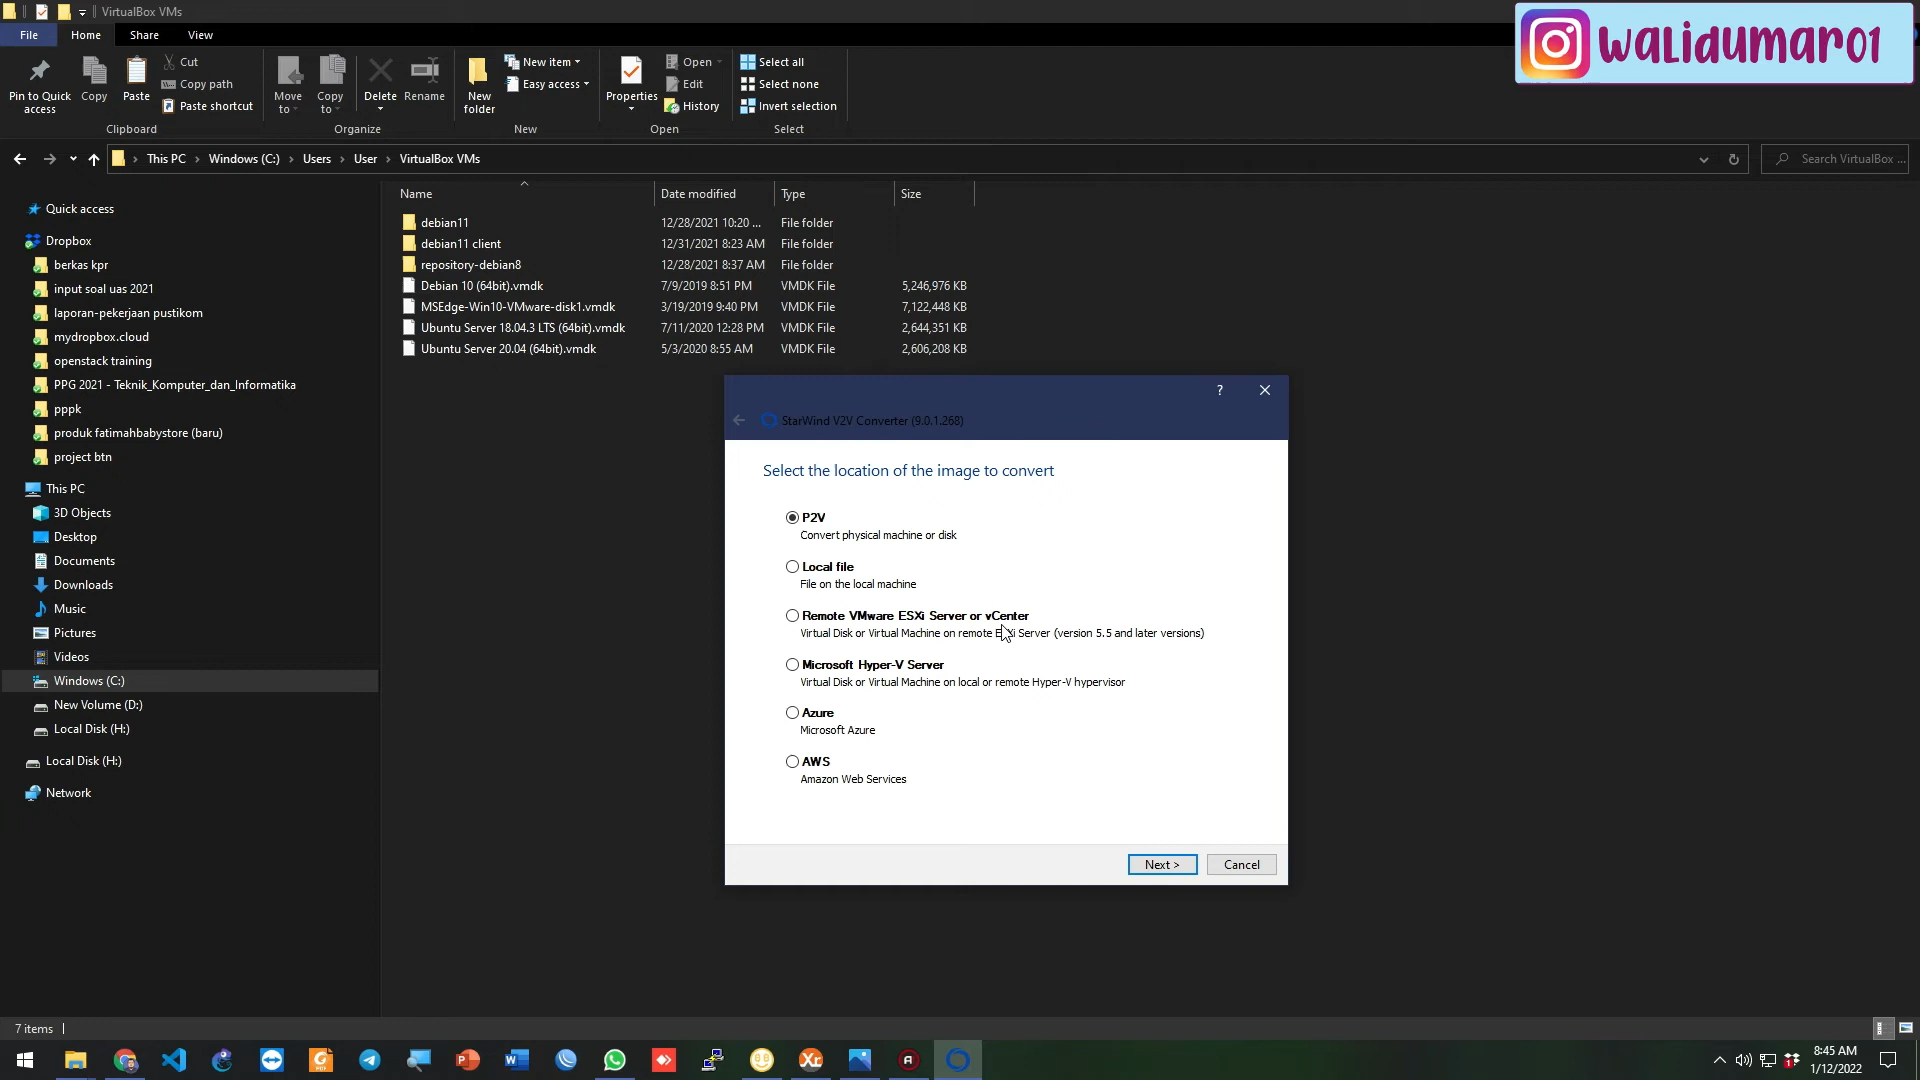 VirtualBox VMs
walidumar01
File
Home
Share
View
Pin to Quick
access
Copy
Paste
Cut
Copy path
Paste shortcut
Clipboard
Move
to
Copy
to
Delete
Rename
Organize
New
folder
New item
Easy access
New
Properties
Open
Edit
History
Open
Select all
Select none
Invert selection
Select
This PC
Windows (C:)
Users
User
VirtualBox VMs
Search VirtualBox ...
Quick access
Dropbox
berkas kpr
input soal uas 2021
laporan-pekerjaan pustikom
mydropbox.cloud
openstack training
PPG 2021 - Teknik_Komputer_dan_Informatika
pppk
produk fatimahbabystore (baru)
project btn
This PC
3D Objects
Desktop
Documents
Downloads
Music
Pictures
Videos
Windows (C:)
New Volume (D:)
Local Disk (H:)
Local Disk (H:)
Network
Name Date modified Type Size
debian11 12/28/2021 10:20 ... File folder
debian11 client 12/31/2021 8:23 AM File folder
repository-debian8 12/28/2021 8:37 AM File folder
Debian 10 (64bit).vmdk 7/9/2019 8:51 PM VMDK File 5,246,976 KB
MSEdge-Win10-VMware-disk1.vmdk 3/19/2019 9:40 PM VMDK File 7,122,448 KB
Ubuntu Server 18.04.3 LTS (64bit).vmdk 7/11/2020 12:28 PM VMDK File 2,644,351 KB
Ubuntu Server 20.04 (64bit).vmdk 5/3/2020 8:55 AM VMDK File 2,606,208 KB
StarWind V2V Converter (9.0.1.268)
Select the location of the image to convert
P2V
Convert physical machine or disk
Local file
File on the local machine
Remote VMware ESXi Server or vCenter
Virtual Disk or Virtual Machine on remote ESXi Server (version 5.5 and later versions)
Microsoft Hyper-V Server
Virtual Disk or Virtual Machine on local or remote Hyper-V hypervisor
Azure
Microsoft Azure
AWS
Amazon Web Services
Next >
Cancel
7 items
8:45 AM
1/12/2022